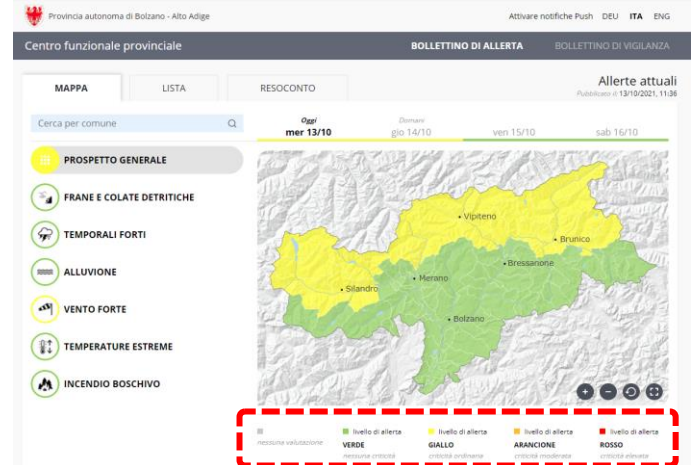 Provincia autonoma di Bolzano - Alto Adige
Attivare notifiche Push DEU ITA ENG
Centro funzionale provinciale
BOLLETTINO DI ALLERTA BOLLETTINO DI VIGILANZA
MAPPA LISTA RESOCONTO
Allerte attuali
Pubblicato il 13/10/2021, 11:36
Cerca per comune
Oggi Domani
mer 13/10 gio 14/10 ven 15/10 sab 16/10
PROSPETTO GENERALE
FRANE E COLATE DETRITICHE
TEMPORALI FORTI
ALLUVIONE
VENTO FORTE
TEMPERATURE ESTREME
INCENDIO BOSCHIVO
Vipiteno
Brunico
Bressanone
Merano
Silandro
Bolzano
nessuna valutazione
livello di allerta
VERDE
nessuna criticità
livello di allerta
GIALLO
criticità ordinaria
livello di allerta
ARANCIONE
criticità moderata
livello di allerta
ROSSO
criticità elevata